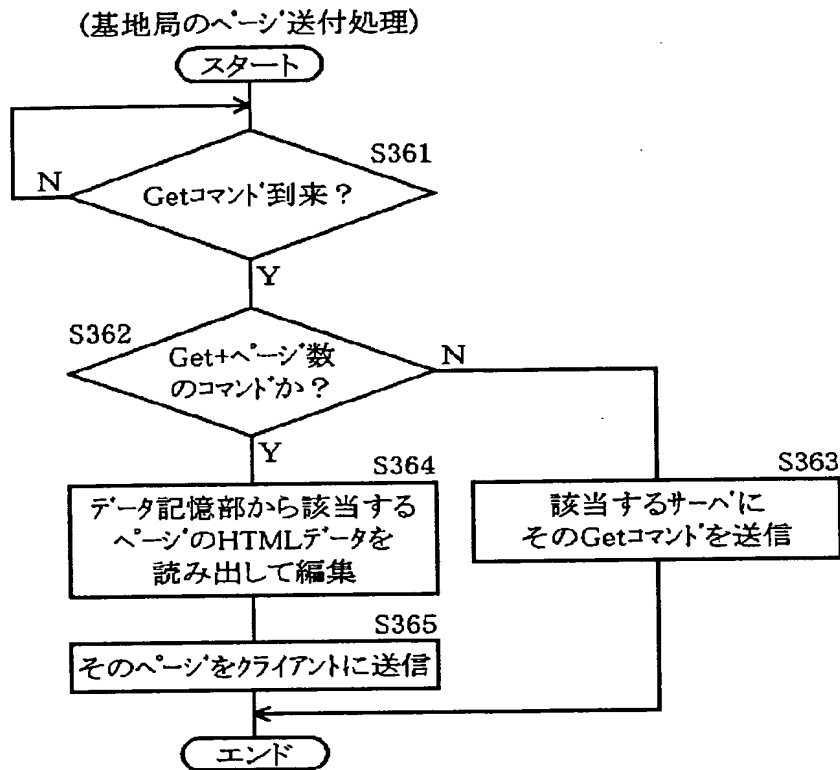 (基地局のページ送付処理)
スタート
S361
N
Getコマンド到来？
Y
S362
Get+ページ数
のコマンドか？
N
Y
S364
データ記憶部から該当する
ページのHTMLデータを
読み出して編集
S363
該当するサーバに
そのGetコマンドを送信
S365
そのページをクライアントに送信
エンド